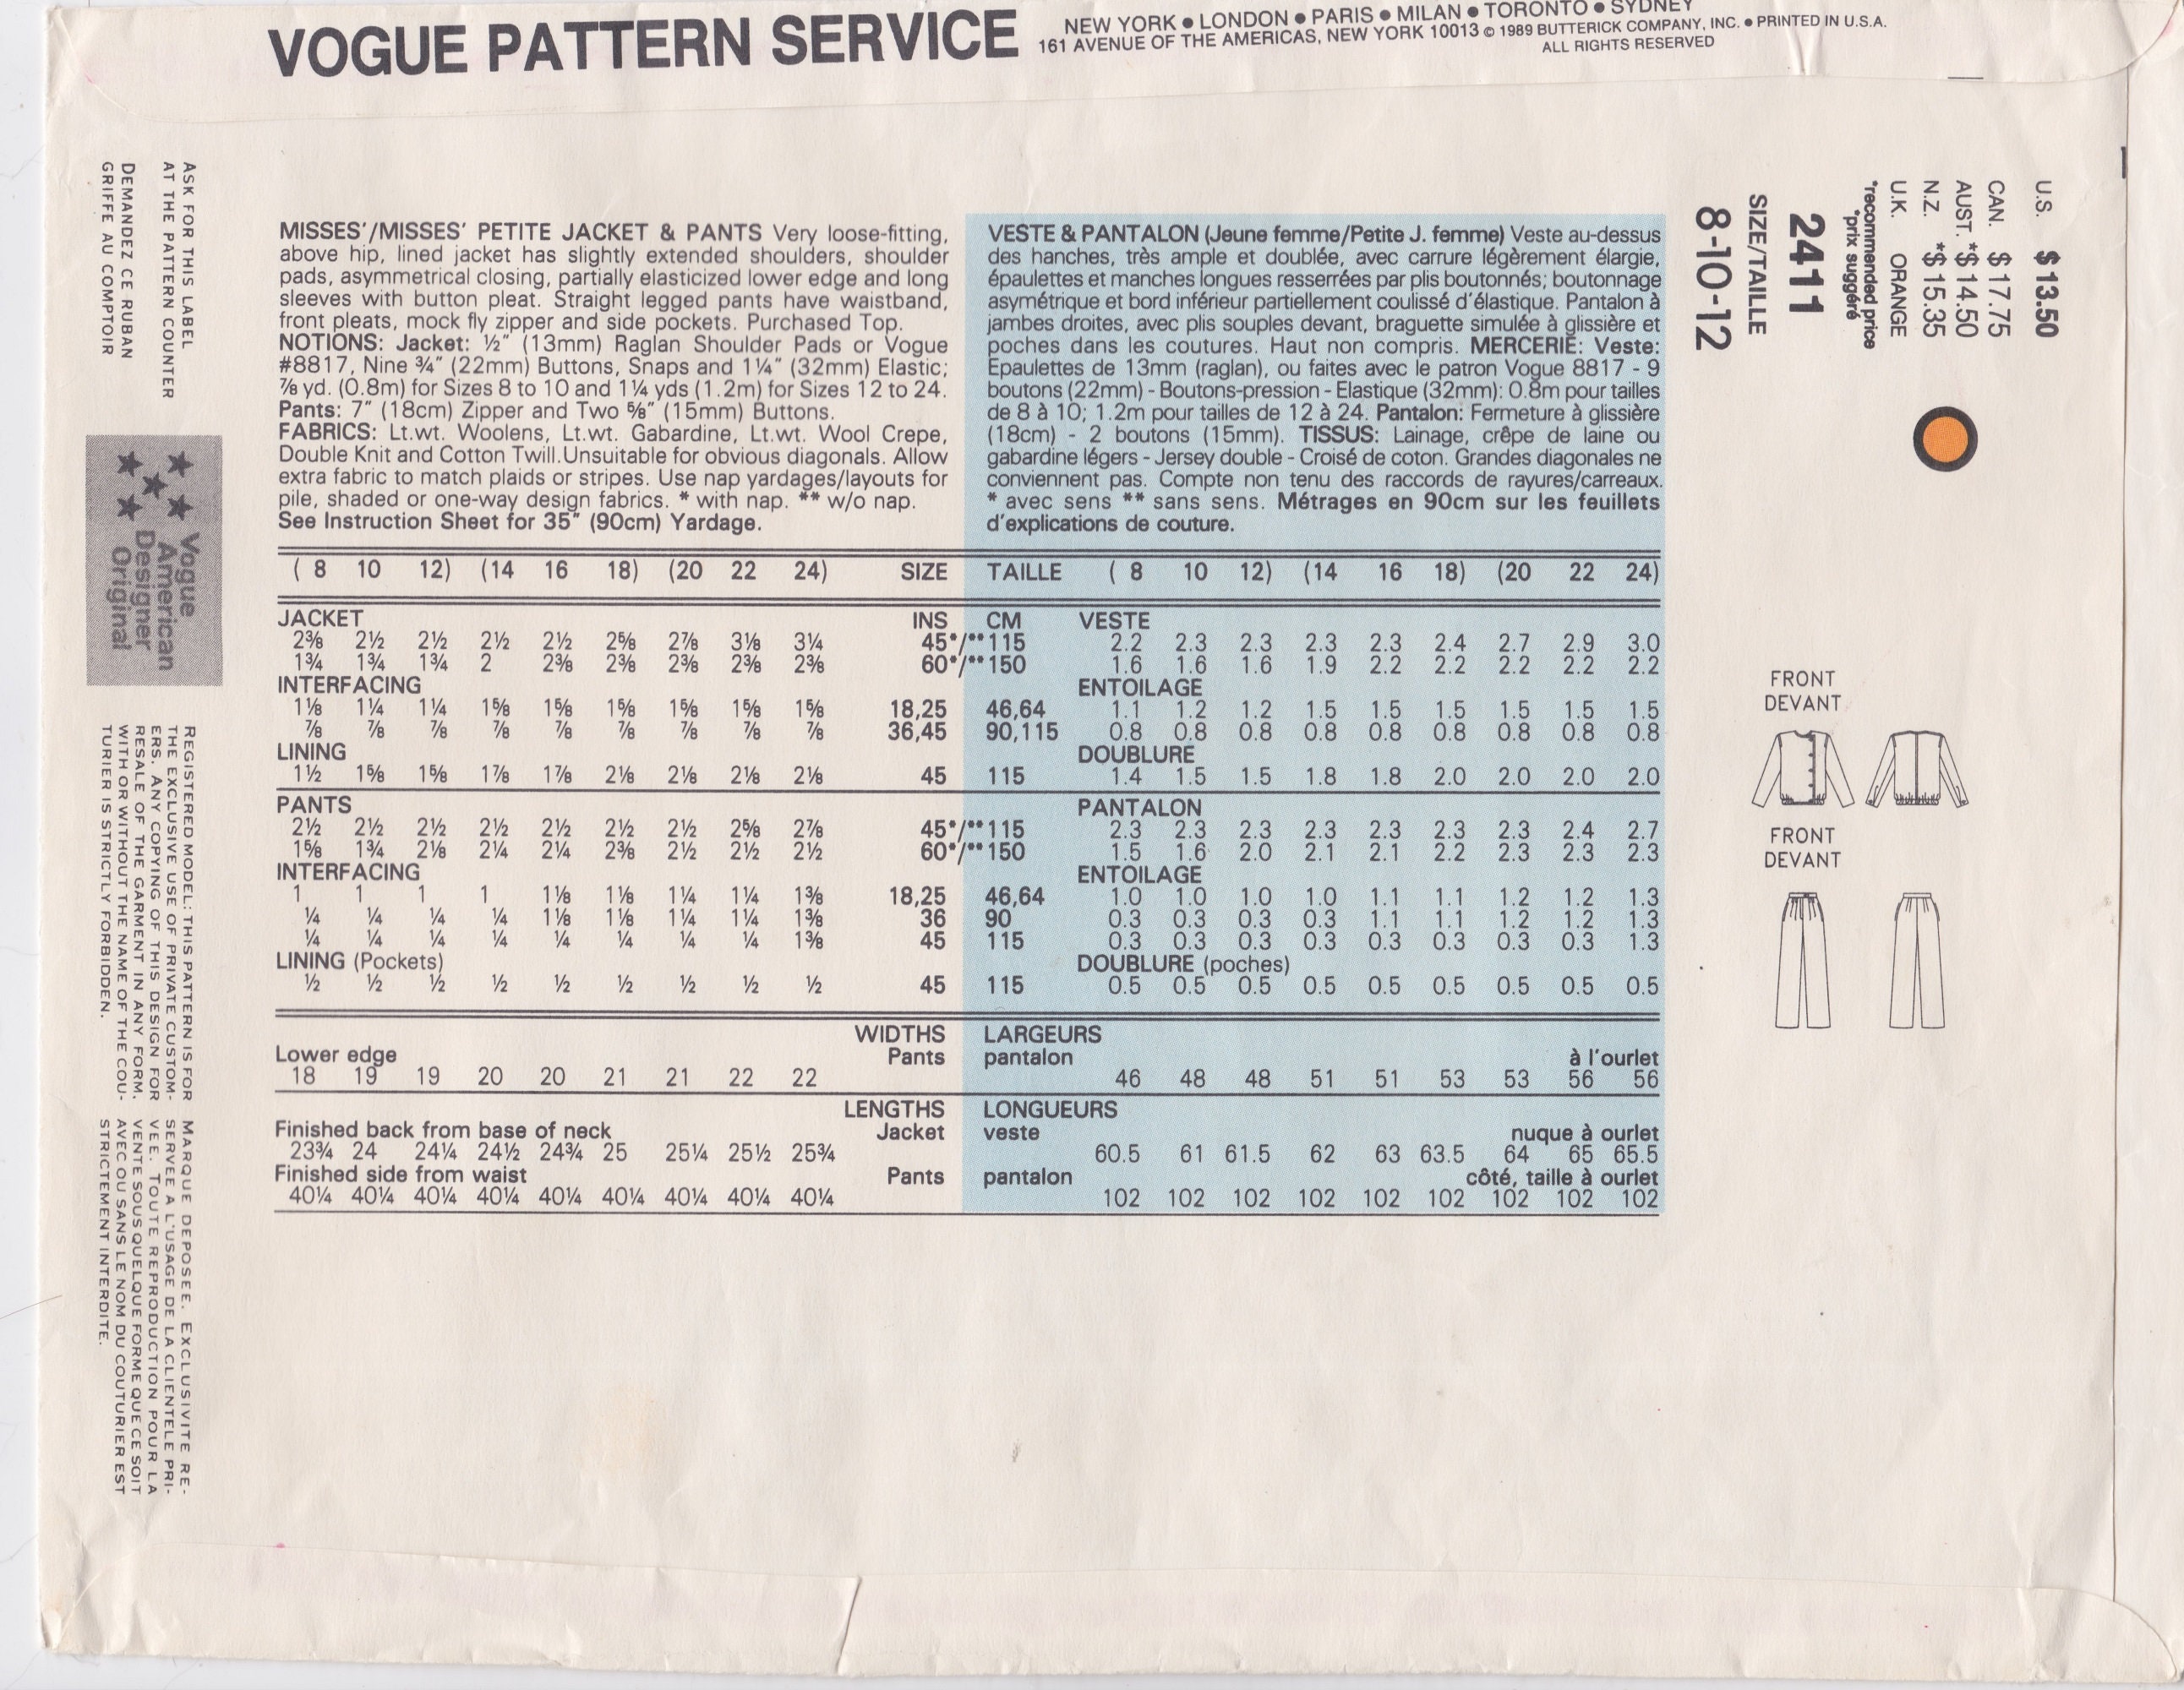 VOGUE PATTERN SERVICE
NEW YORK ● LONDON ● PARIS ● MILAN ● TORONTO ● SYDNEY
161 AVENUE OF THE AMERICAS, NEW YORK 10013 © 1989 BUTTERICK COMPANY, INC. ● PRINTED IN U.S.A.
ALL RIGHTS RESERVED
ASK FOR THIS LABEL
AT THE PATTERN COUNTER
DEMANDEZ CE RUBAN
GRIFFE AU COMPTOIR
Vogue
American
Designer
Original
REGISTERED MODEL: THIS PATTERN IS FOR
THE EXCLUSIVE USE OF PRIVATE CUSTOM-
ERS. ANY COPYING OF THIS DESIGN FOR
RESALE OF THE GARMENT IN ANY FORM.
WITH OR WITHOUT THE NAME OF THE COU-
TURIER IS STRICTLY FORBIDDEN.
MARQUE DEPOSEE. EXCLUSIVITE RE-
SERVEE A L'USAGE DE LA CLIENTELE PRI-
VEE. TOUTE REPRODUCTION POUR LA
VENTE SOUS QUELQUE FORME QUE CE SOIT
AVEC OU SANS LE NOM DU COUTURIER EST
STRICTEMENT INTERDITE.
MISSES'/MISSES' PETITE JACKET & PANTS Very loose-fitting,
above hip, lined jacket has slightly extended shoulders, shoulder
pads, asymmetrical closing, partially elasticized lower edge and long
sleeves with button pleat. Straight legged pants have waistband,
front pleats, mock fly zipper and side pockets. Purchased Top.
NOTIONS: Jacket: ½" (13mm) Raglan Shoulder Pads or Vogue
#8817, Nine ¾" (22mm) Buttons, Snaps and 1¼" (32mm) Elastic;
⅞ yd. (0.8m) for Sizes 8 to 10 and 1¼ yds (1.2m) for Sizes 12 to 24.
Pants: 7" (18cm) Zipper and Two ⅝" (15mm) Buttons.
FABRICS: Lt.wt. Woolens, Lt.wt. Gabardine, Lt.wt. Wool Crepe,
Double Knit and Cotton Twill.Unsuitable for obvious diagonals. Allow
extra fabric to match plaids or stripes. Use nap yardages/layouts for
pile, shaded or one-way design fabrics. * with nap. ** w/o nap.
See Instruction Sheet for 35" (90cm) Yardage.
VESTE & PANTALON (Jeune femme/Petite J. femme) Veste au-dessus
des hanches, très ample et doublée, avec carrure légèrement élargie,
épaulettes et manches longues resserrées par plis boutonnés; boutonnage
asymétrique et bord inférieur partiellement coulissé d'élastique. Pantalon à
jambes droites, avec plis souples devant, braguette simulée à glissière et
poches dans les coutures. Haut non compris. MERCERIE: Veste:
Epaulettes de 13mm (raglan), ou faites avec le patron Vogue 8817 - 9
boutons (22mm) - Boutons-pression - Elastique (32mm): 0.8m pour tailles
de 8 à 10; 1.2m pour tailles de 12 à 24. Pantalon: Fermeture à glissière
(18cm) - 2 boutons (15mm). TISSUS: Lainage, crêpe de laine ou
gabardine légers - Jersey double - Croisé de coton. Grandes diagonales ne
conviennent pas. Compte non tenu des raccords de rayures/carreaux.
* avec sens ** sans sens. Métrages en 90cm sur les feuillets
d'explications de couture.
( 8 10 12) (14 16 18) (20 22 24) SIZE TAILLE ( 8 10 12) (14 16 18) (20 22 24)
JACKET INS CM VESTE
2⅜ 2½ 2½ 2½ 2½ 2⅝ 2⅞ 3⅛ 3¼ 45*/**115 2.2 2.3 2.3 2.3 2.3 2.4 2.7 2.9 3.0
1¾ 1¾ 1¾ 2 2⅜ 2⅜ 2⅜ 2⅜ 2⅜ 60*/**150 1.6 1.6 1.6 1.9 2.2 2.2 2.2 2.2 2.2
INTERFACING ENTOILAGE
1⅛ 1¼ 1¼ 1⅝ 1⅝ 1⅝ 1⅝ 1⅝ 1⅝ 18,25 46,64 1.1 1.2 1.2 1.5 1.5 1.5 1.5 1.5 1.5
⅞ ⅞ ⅞ ⅞ ⅞ ⅞ ⅞ ⅞ ⅞ 36,45 90,115 0.8 0.8 0.8 0.8 0.8 0.8 0.8 0.8 0.8
LINING DOUBLURE
1½ 1⅝ 1⅝ 1⅞ 1⅞ 2⅛ 2⅛ 2⅛ 2⅛ 45 115 1.4 1.5 1.5 1.8 1.8 2.0 2.0 2.0 2.0
PANTS PANTALON
2½ 2½ 2½ 2½ 2½ 2½ 2½ 2⅝ 2⅞ 45*/**115 2.3 2.3 2.3 2.3 2.3 2.3 2.3 2.4 2.7
1⅝ 1¾ 2⅛ 2¼ 2¼ 2⅜ 2½ 2½ 2½ 60*/**150 1.5 1.6 2.0 2.1 2.1 2.2 2.3 2.3 2.3
INTERFACING ENTOILAGE
1 1 1 1 1⅛ 1⅛ 1¼ 1¼ 1⅜ 18,25 46,64 1.0 1.0 1.0 1.0 1.1 1.1 1.2 1.2 1.3
¼ ¼ ¼ ¼ 1⅛ 1⅛ 1¼ 1¼ 1⅜ 36 90 0.3 0.3 0.3 0.3 1.1 1.1 1.2 1.2 1.3
¼ ¼ ¼ ¼ ¼ ¼ ¼ ¼ 1⅜ 45 115 0.3 0.3 0.3 0.3 0.3 0.3 0.3 0.3 1.3
LINING (Pockets) DOUBLURE (poches)
½ ½ ½ ½ ½ ½ ½ ½ ½ 45 115 0.5 0.5 0.5 0.5 0.5 0.5 0.5 0.5 0.5
WIDTHS LARGEURS
Lower edge Pants pantalon à l'ourlet
18 19 19 20 20 21 21 22 22 46 48 48 51 51 53 53 56 56
LENGTHS LONGUEURS
Finished back from base of neck Jacket veste nuque à ourlet
23¾ 24 24¼ 24½ 24¾ 25 25¼ 25½ 25¾ 60.5 61 61.5 62 63 63.5 64 65 65.5
Finished side from waist Pants pantalon côté, taille à ourlet
40¼ 40¼ 40¼ 40¼ 40¼ 40¼ 40¼ 40¼ 40¼ 102 102 102 102 102 102 102 102 102
U.S. $13.50
CAN. $17.75
AUST. *$14.50
N.Z. *$15.35
U.K. ORANGE
*recommended price
*prix suggéré
2411
SIZE/TAILLE
8-10-12
FRONT
DEVANT
FRONT
DEVANT